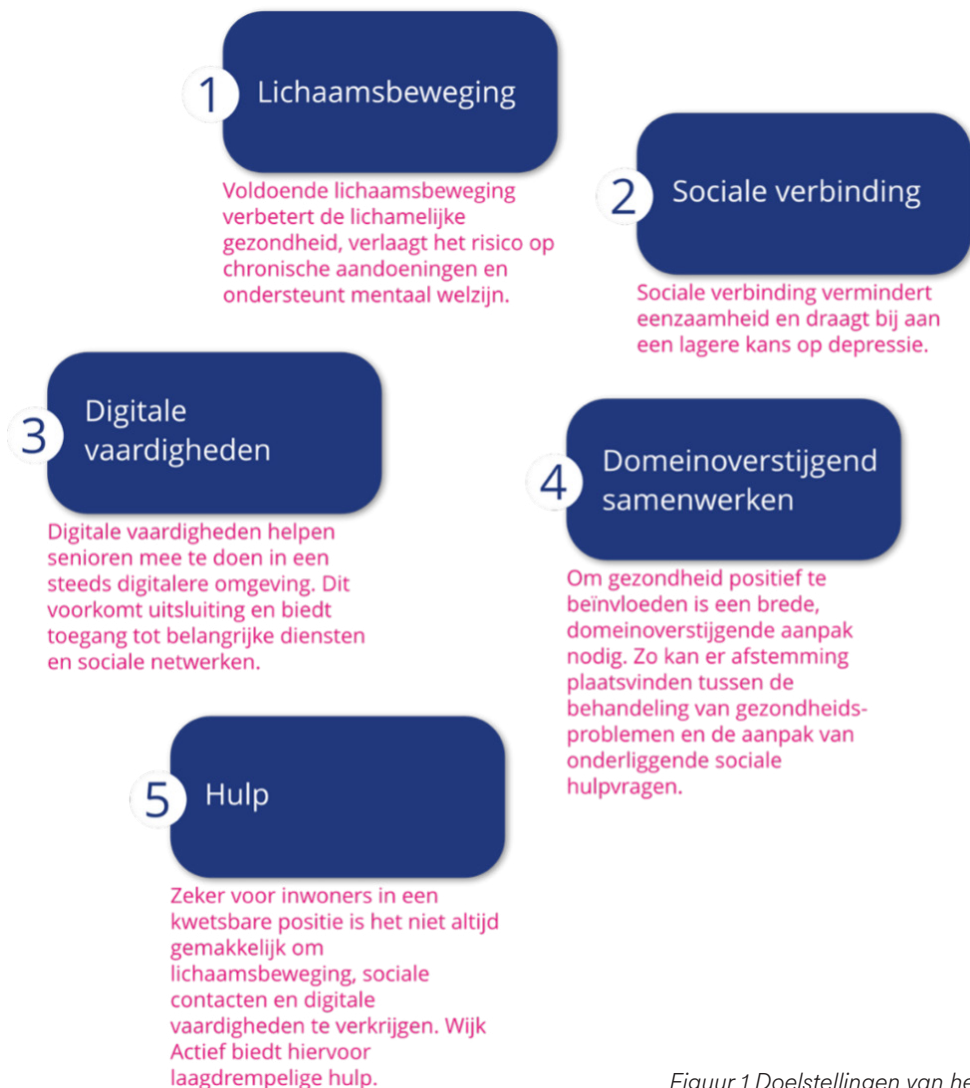 1
Lichaamsbeweging
Voldoende lichaamsbeweging
verbetert de lichamelijke
gezondheid, verlaagt het risico op
chronische aandoeningen en
ondersteunt mentaal welzijn.
2
Sociale verbinding
Sociale verbinding vermindert
eenzaamheid en draagt bij aan
een lagere kans op depressie.
3
Digitale
vaardigheden
Digitale vaardigheden helpen
senioren mee te doen in een
steeds digitalere omgeving. Dit
voorkomt uitsluiting en biedt
toegang tot belangrijke diensten
en sociale netwerken.
4
Domeinoverstijgend
samenwerken
Om gezondheid positief te
beïnvloeden is een brede,
domeinoverstijgende aanpak
nodig. Zo kan er afstemming
plaatsvinden tussen de
behandeling van gezondheids-
problemen en de aanpak van
onderliggende sociale
hulpvragen.
5
Hulp
Zeker voor inwoners in een
kwetsbare positie is het niet altijd
gemakkelijk om
lichaamsbeweging, sociale
contacten en digitale
vaardigheden te verkrijgen. Wijk
Actief biedt hiervoor
laagdrempelige hulp.
Figuur 1 Doelstellingen van